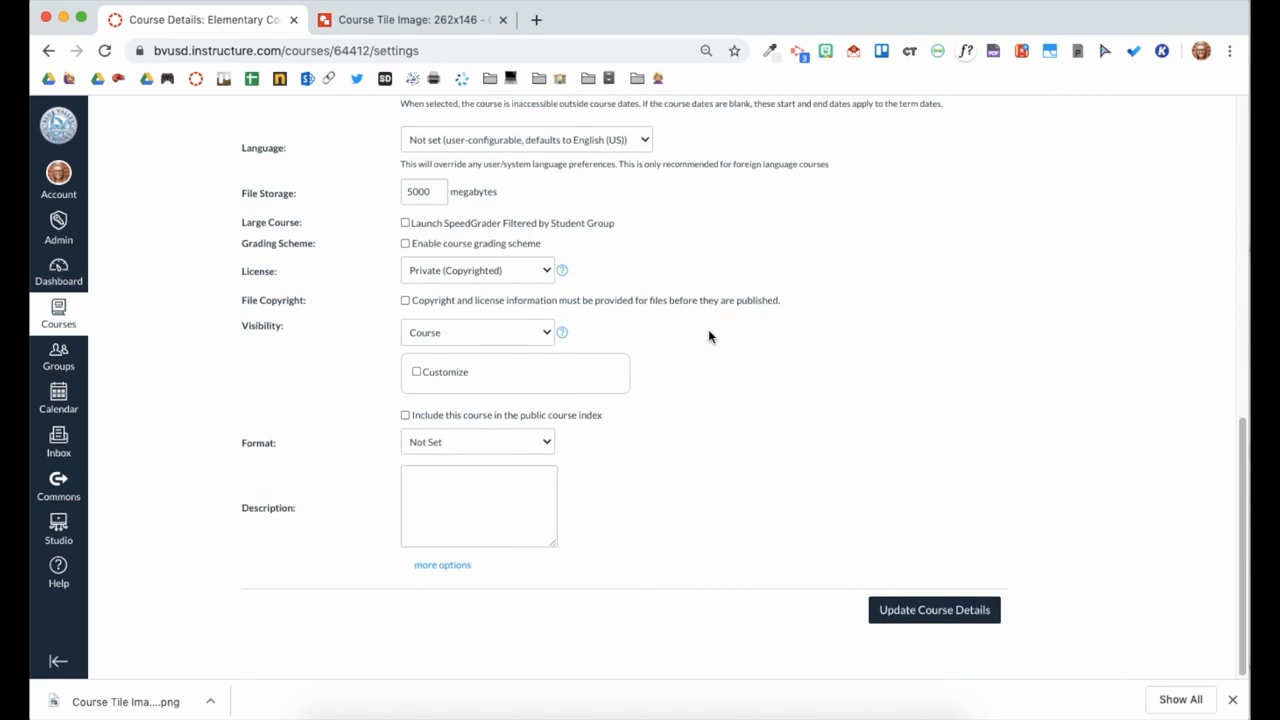 Course Details: Elementary Co
Course Tile Image: 262x146 -
bvusd.instructure.com/courses/64412/settings
When selected, the course is inaccessible outside course dates. If the course dates are blank, these start and end dates apply to the term dates.
Language:
Not set (user-configurable, defaults to English (US))
This will override any user/system language preferences. This is only recommended for foreign language courses
File Storage:
5000 megabytes
Large Course:
Launch SpeedGrader Filtered by Student Group
Grading Scheme:
Enable course grading scheme
License:
Private (Copyrighted)
File Copyright:
Copyright and license information must be provided for files before they are published.
Visibility:
Course
Customize
Include this course in the public course index
Format:
Not Set
Description:
more options
Update Course Details
Account
Admin
Dashboard
Courses
Groups
Calendar
Inbox
Commons
Studio
Help
Course Tile Ima....png
Show All